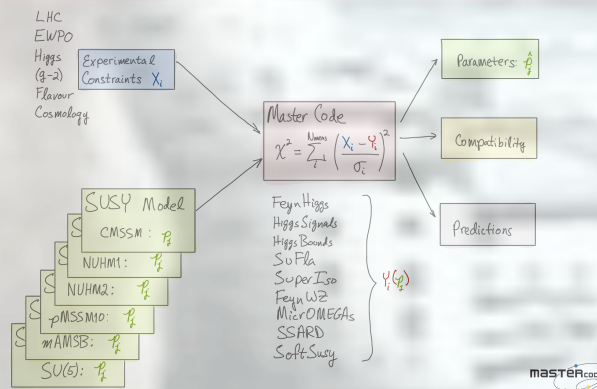 LHC
EWPO
Higgs
(g-2)
Flavour
Cosmology
Experimental
Constraints Xᵢ
Master Code
χ² = Σᵢᴺᵐᵉᵃˢ ((Xᵢ − Yᵢ)/σᵢ)²
Parameters: p̂ⱼ
Compatibility
Predictions
SUSY Model
CMSSM: pⱼ
S
NUHM1: pⱼ
S
NUHM2: pⱼ
S
pMSSM10: pⱼ
S
mAMSB: pⱼ
S
SU(5): pⱼ
FeynHiggs
HiggsSignals
HiggsBounds
SuFla
SuperIso
FeynWZ
MicrOMEGAs
SSARD
SoftSusy
Yᵢ(pⱼ)
MASTERcode